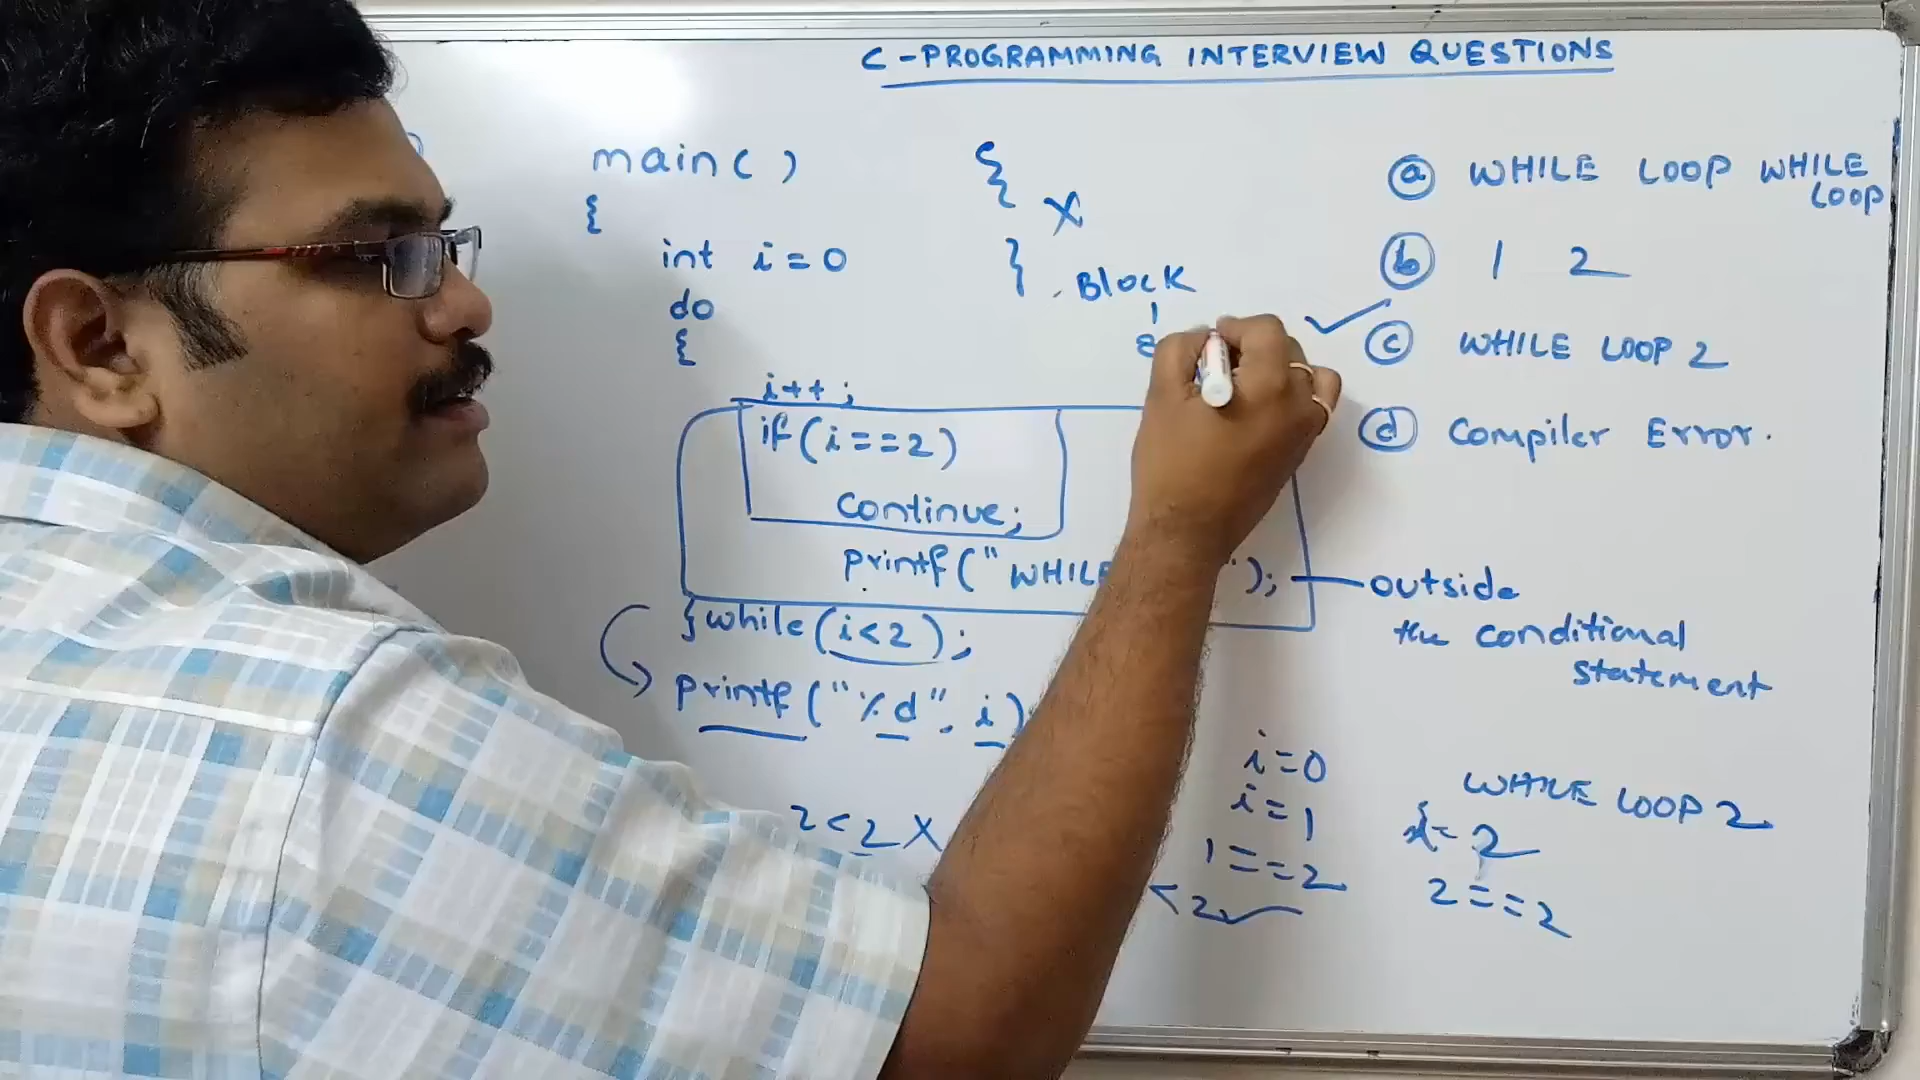 C-PROGRAMMING INTERVIEW QUESTIONS
main( )
{
int i=0
do
{
i++;
if(i==2)
Continue;
printf("WHILE ");
}while(i<2);
printf("%d", i)
2<2 X
{
X
}
Block
1
a WHILE LOOP WHILE
LOOP
b 1 2
✓
c WHILE LOOP 2
d Compiler Error.
outside
the conditional
statement
i=0
i=1
1==2
<2 ✓
WHILE LOOP 2
i=2
2==2